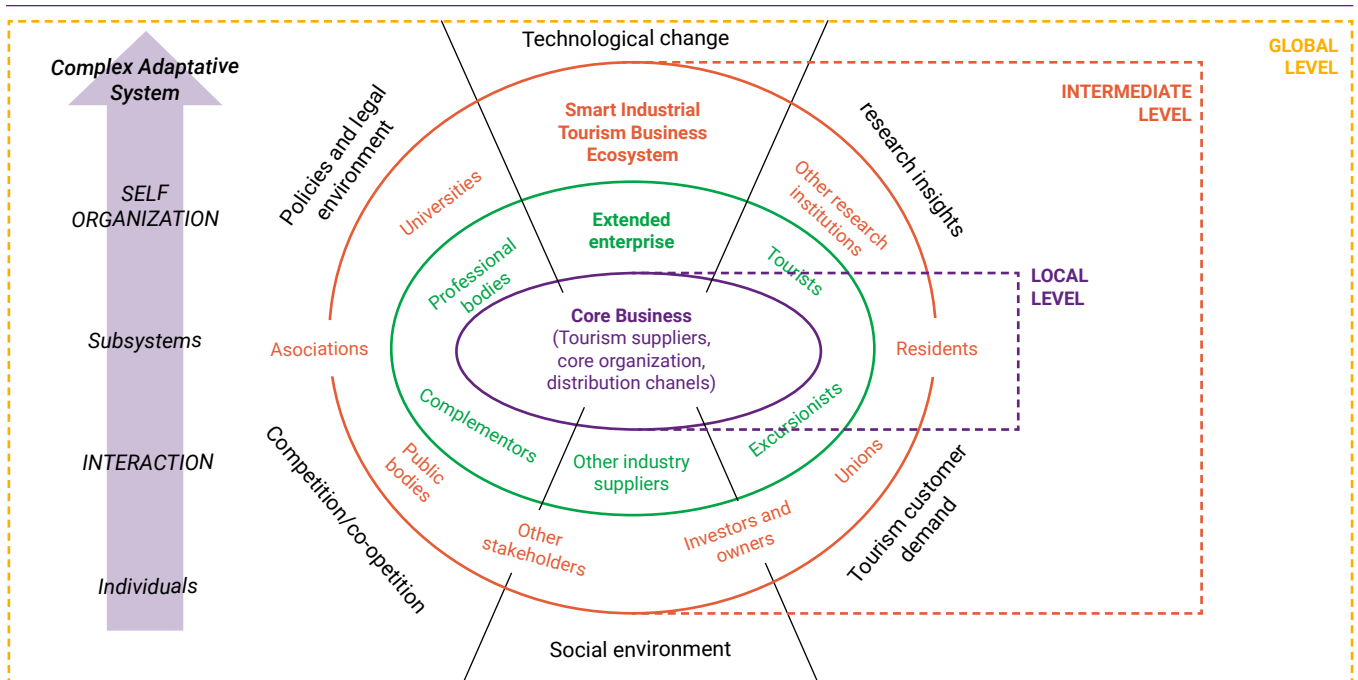 Technological change
GLOBAL
LEVEL
Complex Adaptative
System
INTERMEDIATE
LEVEL
Smart Industrial
Tourism Business
Ecosystem
Policies and legal
environment
research insights
Universities
Other research
institutions
SELF
ORGANIZATION
Extended
enterprise
Professional
bodies
Tourists
LOCAL
LEVEL
Core Business
(Tourism suppliers,
core organization,
distribution chanels)
Subsystems
Asociations
Residents
Complementors
Excursionists
Other industry
suppliers
INTERACTION
Public
bodies
Unions
Competition/co-opetition
Tourism customer
demand
Other
stakeholders
Investors and
owners
Individuals
Social environment